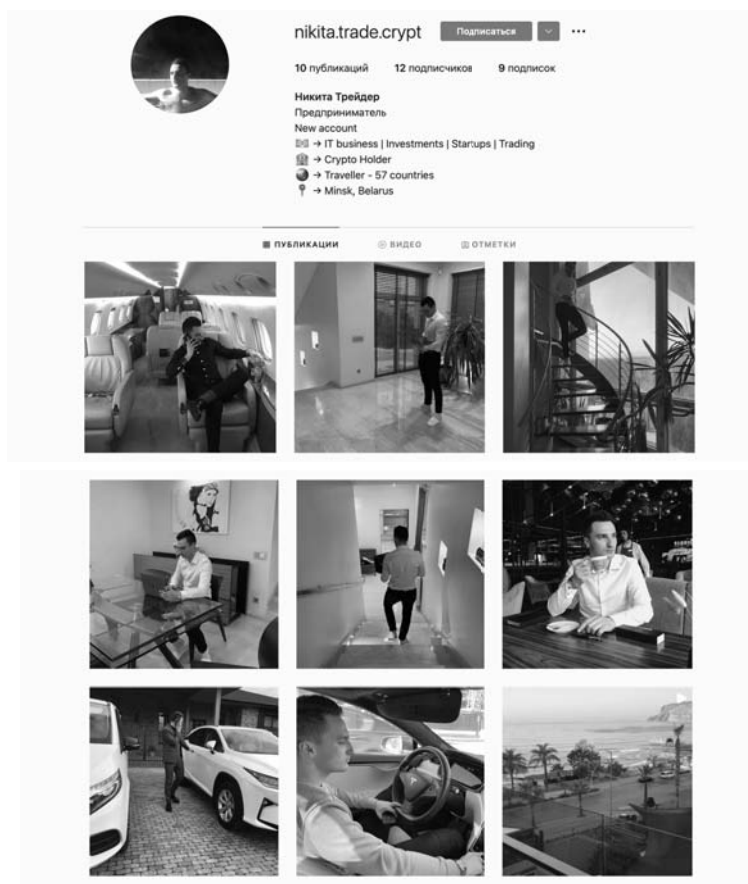 nikita.trade.crypt Подписаться
10 публикаций 12 подписчиков 9 подписок
Никита Трейдер
Предприниматель
New account
→ IT business | Investments | Startups | Trading
→ Crypto Holder
→ Traveller - 57 countries
→ Minsk, Belarus
ПУБЛИКАЦИИ ВИДЕО ОТМЕТКИ